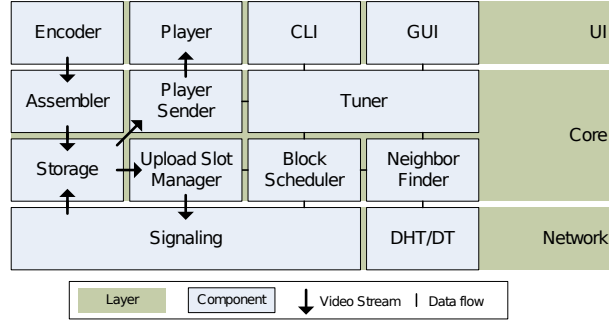 Encoder
Player
CLI
GUI
UI
Assembler
Player
Sender
Tuner
Core
Storage
Upload Slot
Manager
Block
Scheduler
Neighbor
Finder
Signaling
DHT/DT
Network
Layer
Component
Video Stream
Data flow